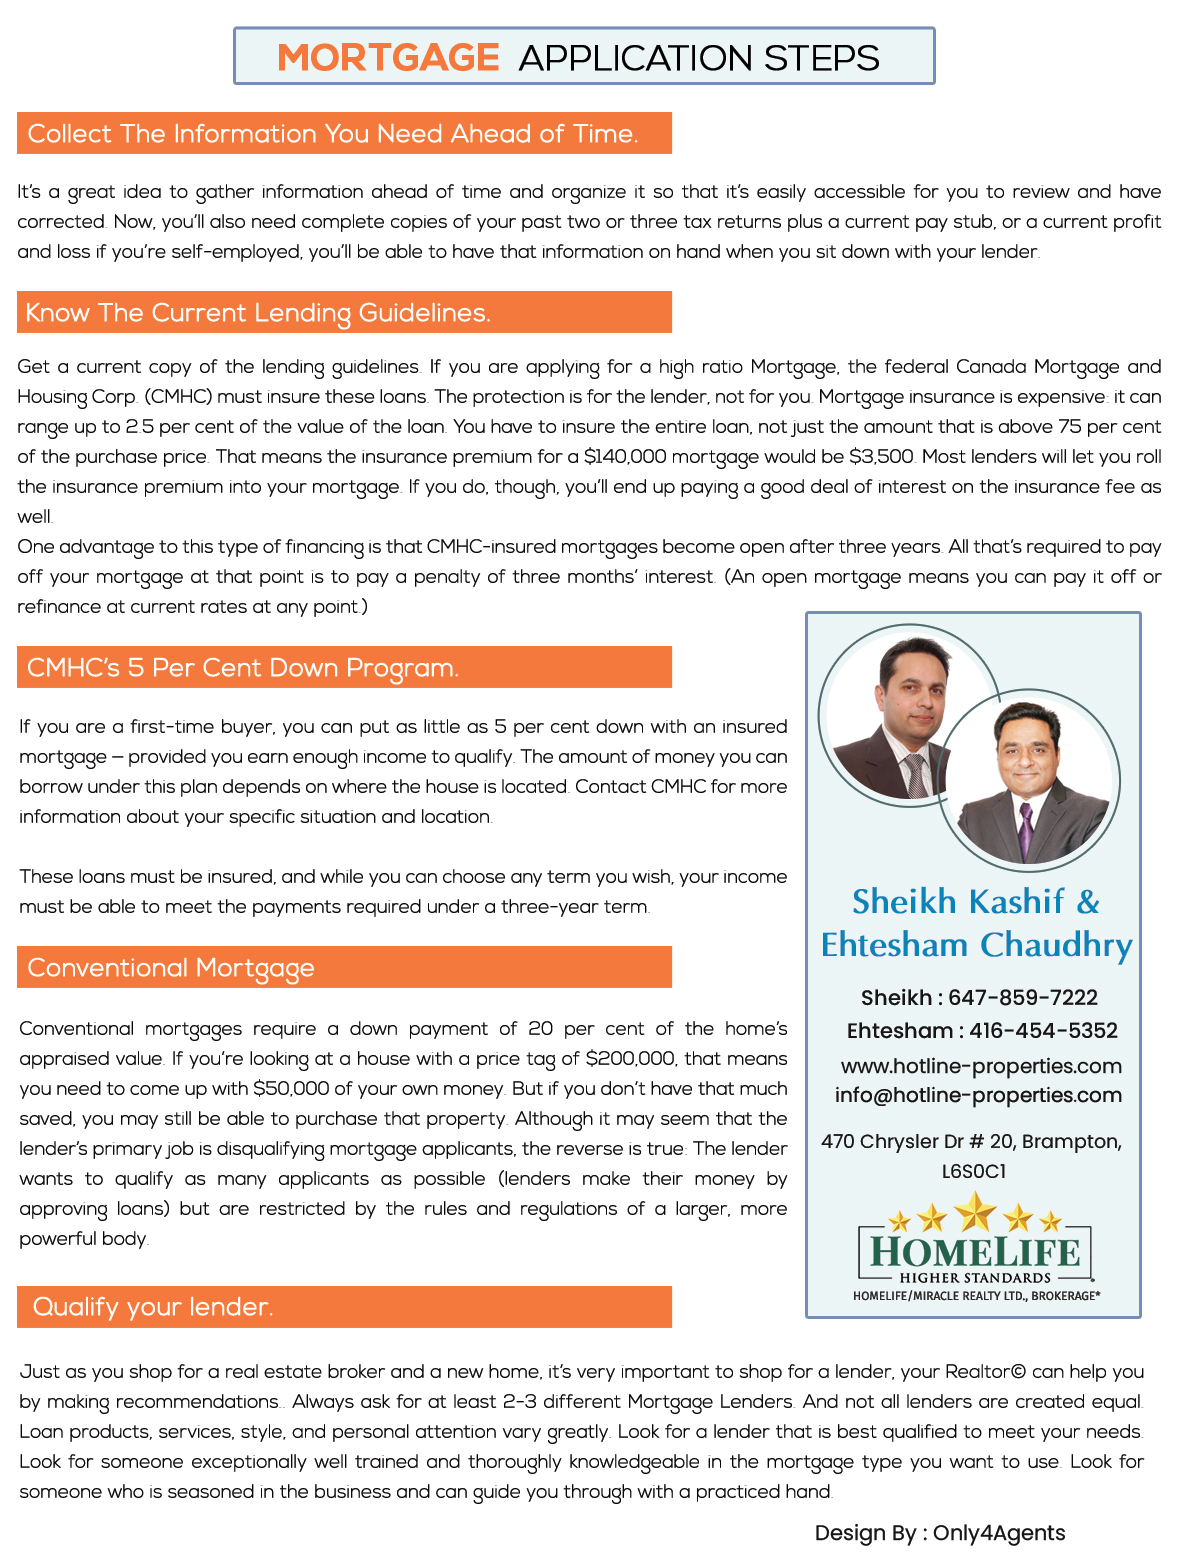 MORTGAGE APPLICATION STEPS
Collect The Information You Need Ahead of Time.
It's a great idea to gather information ahead of time and organize it so that it's easily accessible for you to review and have
corrected. Now, you'll also need complete copies of your past two or three tax returns plus a current pay stub, or a current profit
and loss if you're self-employed, you'll be able to have that information on hand when you sit down with your lender.
Know The Current Lending Guidelines.
Get a current copy of the lending guidelines. If you are applying for a high ratio Mortgage, the federal Canada Mortgage and
Housing Corp. (CMHC) must insure these loans. The protection is for the lender, not for you. Mortgage insurance is expensive: it can
range up to 2.5 per cent of the value of the loan. You have to insure the entire loan, not just the amount that is above 75 per cent
of the purchase price. That means the insurance premium for a $140,000 mortgage would be $3,500. Most lenders will let you roll
the insurance premium into your mortgage. If you do, though, you'll end up paying a good deal of interest on the insurance fee as
well.
One advantage to this type of financing is that CMHC-insured mortgages become open after three years. All that's required to pay
off your mortgage at that point is to pay a penalty of three months' interest. (An open mortgage means you can pay it off or
refinance at current rates at any point.)
CMHC's 5 Per Cent Down Program.
If you are a first-time buyer, you can put as little as 5 per cent down with an insured
mortgage – provided you earn enough income to qualify. The amount of money you can
borrow under this plan depends on where the house is located. Contact CMHC for more
information about your specific situation and location.
These loans must be insured, and while you can choose any term you wish, your income
must be able to meet the payments required under a three-year term.
Conventional Mortgage
Conventional mortgages require a down payment of 20 per cent of the home's
appraised value. If you're looking at a house with a price tag of $200,000, that means
you need to come up with $50,000 of your own money. But if you don't have that much
saved, you may still be able to purchase that property. Although it may seem that the
lender's primary job is disqualifying mortgage applicants, the reverse is true: The lender
wants to qualify as many applicants as possible (lenders make their money by
approving loans) but are restricted by the rules and regulations of a larger, more
powerful body.
Sheikh Kashif &
Ehtesham Chaudhry
Sheikh : 647-859-7222
Ehtesham : 416-454-5352
www.hotline-properties.com
info@hotline-properties.com
470 Chrysler Dr # 20, Brampton,
L6S0C1
HOMELIFE
HIGHER STANDARDS
HOMELIFE/MIRACLE REALTY LTD., BROKERAGE*
Qualify your lender.
Just as you shop for a real estate broker and a new home, it's very important to shop for a lender, your Realtor© can help you
by making recommendations.. Always ask for at least 2-3 different Mortgage Lenders. And not all lenders are created equal.
Loan products, services, style, and personal attention vary greatly. Look for a lender that is best qualified to meet your needs.
Look for someone exceptionally well trained and thoroughly knowledgeable in the mortgage type you want to use. Look for
someone who is seasoned in the business and can guide you through with a practiced hand.
Design By : Only4Agents